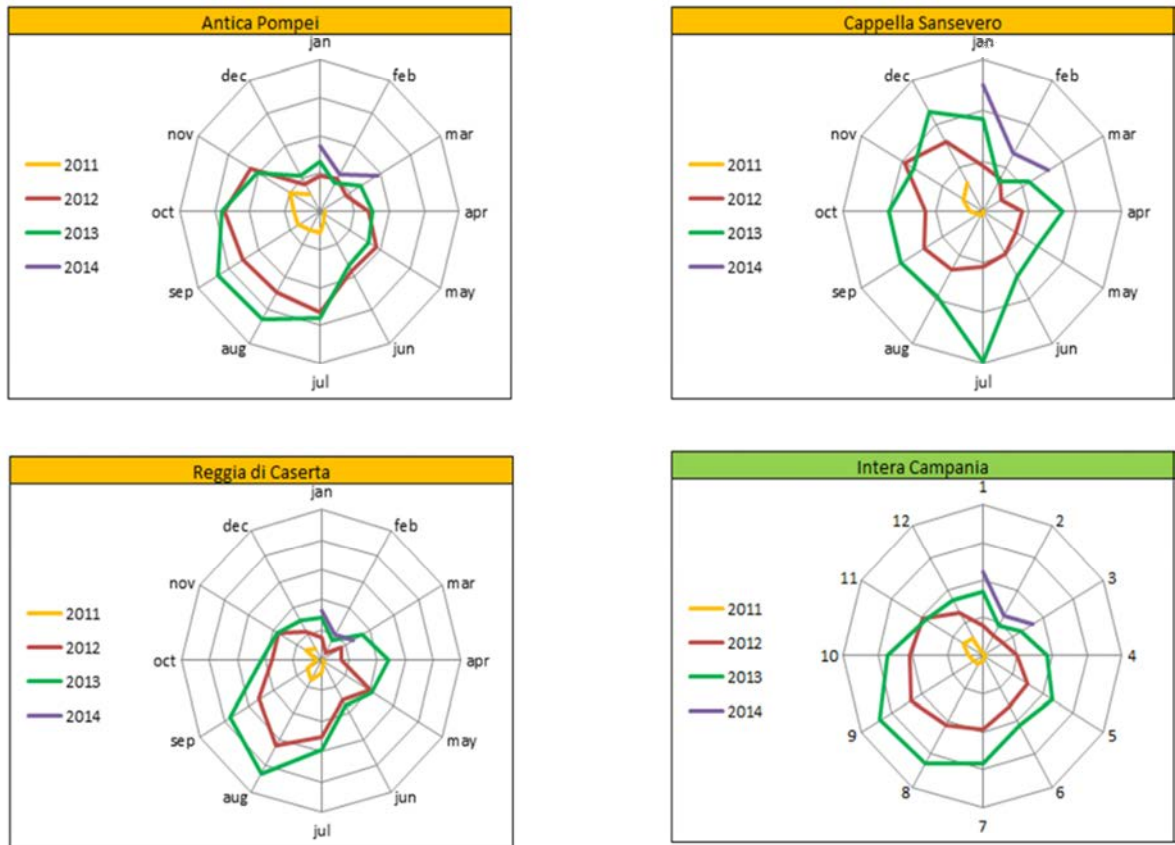 Antica Pompei
jan
feb
mar
apr
may
jun
jul
aug
sep
oct
nov
dec
2011
2012
2013
2014
Cappella Sansevero
jan
feb
mar
apr
may
jun
jul
aug
sep
oct
nov
dec
2011
2012
2013
2014
Reggia di Caserta
jan
feb
mar
apr
may
jun
jul
aug
sep
oct
nov
dec
2011
2012
2013
2014
Intera Campania
1
2
3
4
5
6
7
8
9
10
11
12
2011
2012
2013
2014